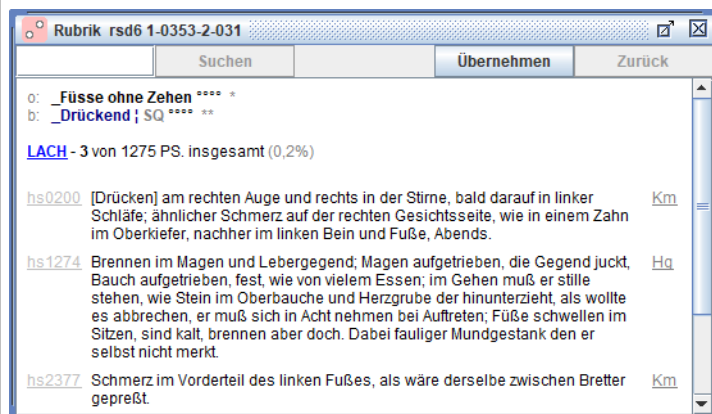 Rubrik rsd6 1-0353-2-031
Suchen Übernehmen Zurück
o: _Füsse ohne Zehen °°°° *
b: _Drückend ¦ SQ °°°° **
LACH - 3 von 1275 PS. insgesamt (0,2%)
hs0200 [Drücken] am rechten Auge und rechts in der Stirne, bald darauf in linker Km
Schläfe; ähnlicher Schmerz auf der rechten Gesichtsseite, wie in einem Zahn
im Oberkiefer, nachher im linken Bein und Fuße, Abends.
hs1274 Brennen im Magen und Lebergegend; Magen aufgetrieben, die Gegend juckt, Hg
Bauch aufgetrieben, fest, wie von vielem Essen; im Gehen muß er stille
stehen, wie Stein im Oberbauche und Herzgrube der hinunterzieht, als wollte
es abbrechen, er muß sich in Acht nehmen bei Auftreten; Füße schwellen im
Sitzen, sind kalt, brennen aber doch. Dabei fauliger Mundgestank den er
selbst nicht merkt.
hs2377 Schmerz im Vorderteil des linken Fußes, als wäre derselbe zwischen Bretter Km
gepreßt.